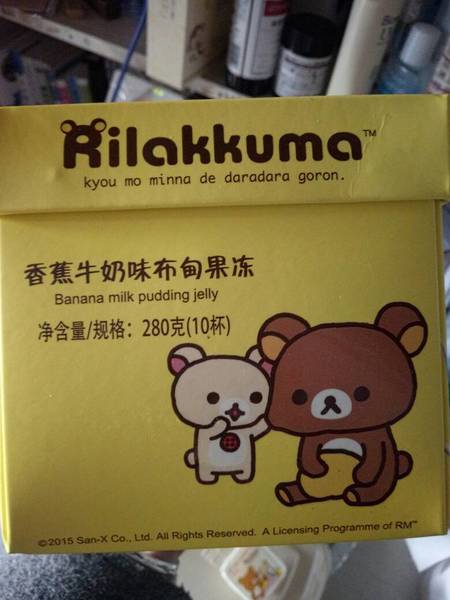 Rilakkuma™
kyou mo minna de daradara goron.
香蕉牛奶味布甸果冻
Banana milk pudding jelly
净含量/规格：280克(10杯)
©2015 San-X Co., Ltd. All Rights Reserved. A Licensing Programme of RM™